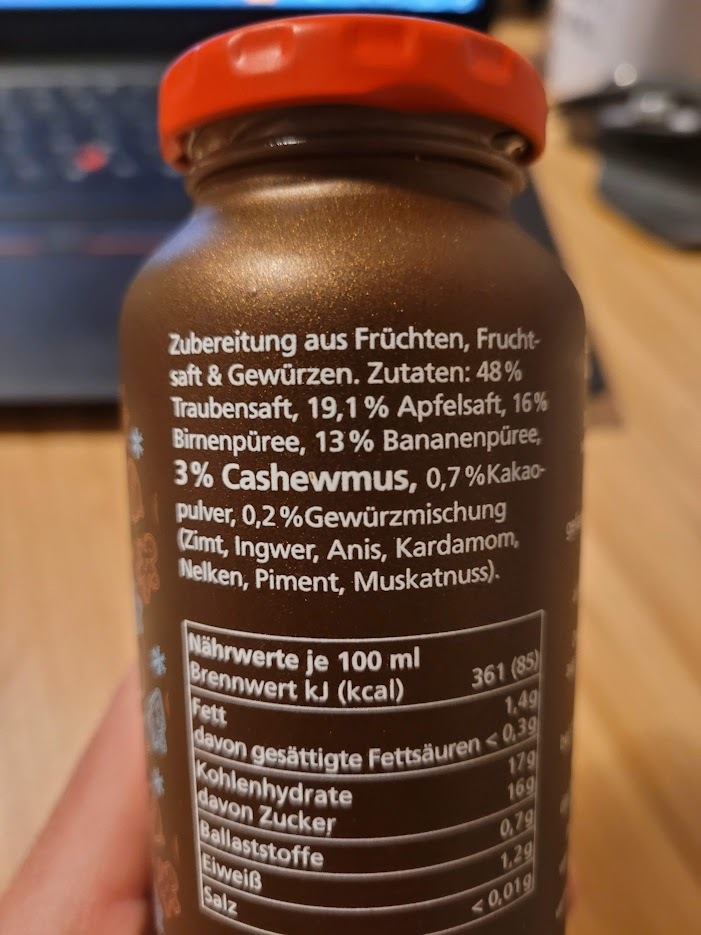 Zubereitung aus Früchten, Frucht-
saft & Gewürzen. Zutaten: 48%
Traubensaft, 19,1% Apfelsaft, 16%
Birnenpüree, 13% Bananenpüree,
3% Cashewmus, 0,7%Kakao-
pulver, 0,2%Gewürzmischung
(Zimt, Ingwer, Anis, Kardamom,
Nelken, Piment, Muskatnuss).
Nährwerte je 100 ml
Brennwert kJ (kcal) 361 (85)
Fett 1,4g
davon gesättigte Fettsäuren < 0,3g
Kohlenhydrate 17g
davon Zucker 16g
Ballaststoffe 0,7g
Eiweiß 1,2g
Salz < 0,01g